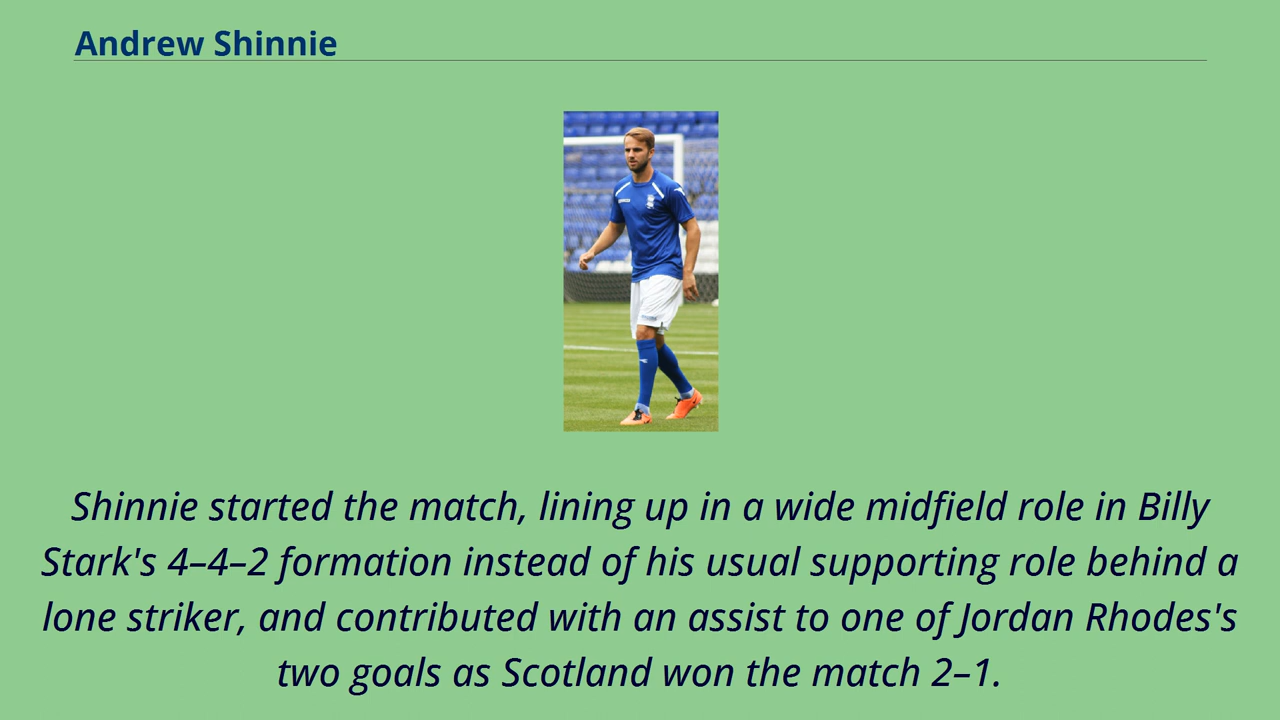 Andrew Shinnie
Shinnie started the match, lining up in a wide midfield role in Billy
Stark's 4–4–2 formation instead of his usual supporting role behind a
lone striker, and contributed with an assist to one of Jordan Rhodes's
two goals as Scotland won the match 2–1.